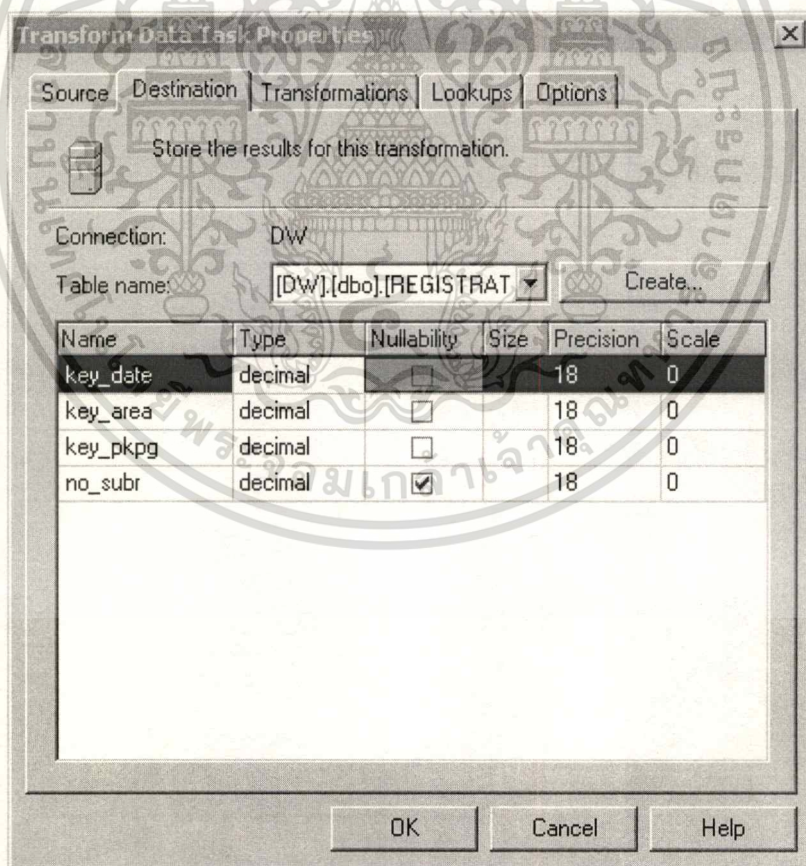 Transform Data Task Properties
Source Destination Transformations Lookups Options
Store the results for this transformation.
Connection: DW
Table name: [DW].[dbo].[REGISTRAT Create...
Name Type Nullability Size Precision Scale
key_date decimal 18 0
key_area decimal 18 0
key_pkpg decimal 18 0
no_subr decimal 18 0
OK Cancel Help